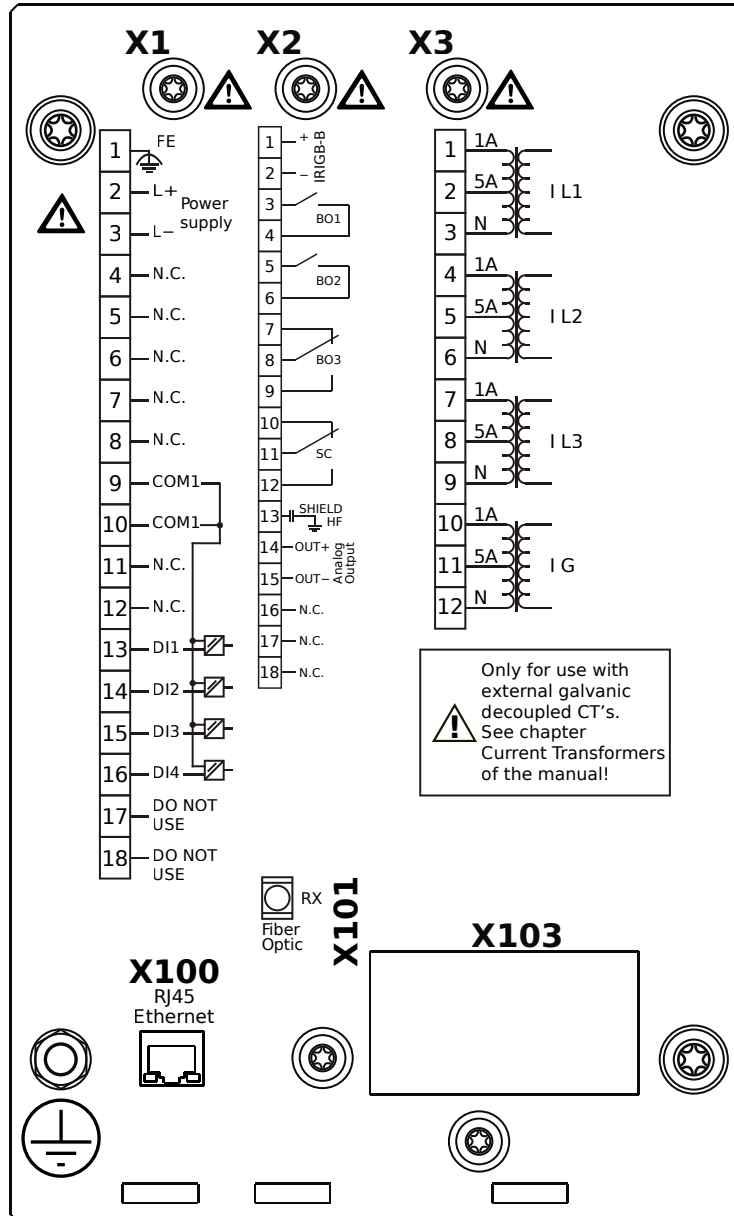 X1
X2
X3
1 FE
2 L+
Power
supply
3 L−
4 N.C.
5 N.C.
6 N.C.
7 N.C.
8 N.C.
9 COM1
10 COM1
11 N.C.
12 N.C.
13 DI1
14 DI2
15 DI3
16 DI4
17 DO NOT
USE
18 DO NOT
USE
1 +
IRIGB-B
2 −
3
BO1
4
5
BO2
6
7
8 BO3
9
10
11 SC
12
13 SHIELD
HF
14 OUT+
Analog
Output
15 OUT−
16 N.C.
17 N.C.
18 N.C.
1 1A
2 5A I L1
3 N
4 1A
5 5A I L2
6 N
7 1A
8 5A I L3
9 N
10 1A
11 5A I G
12 N
Only for use with
external galvanic
decoupled CT’s.
See chapter
Current Transformers
of the manual!
RX
Fiber
Optic
X101
X103
X100
RJ45
Ethernet